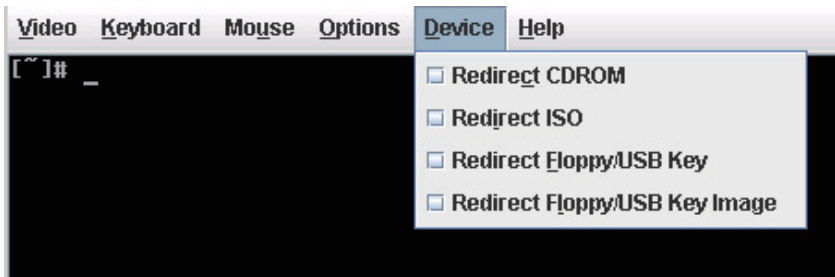 Video Keyboard Mouse Options Device Help
[~]# _
Redirect CDROM
Redirect ISO
Redirect Floppy/USB Key
Redirect Floppy/USB Key Image